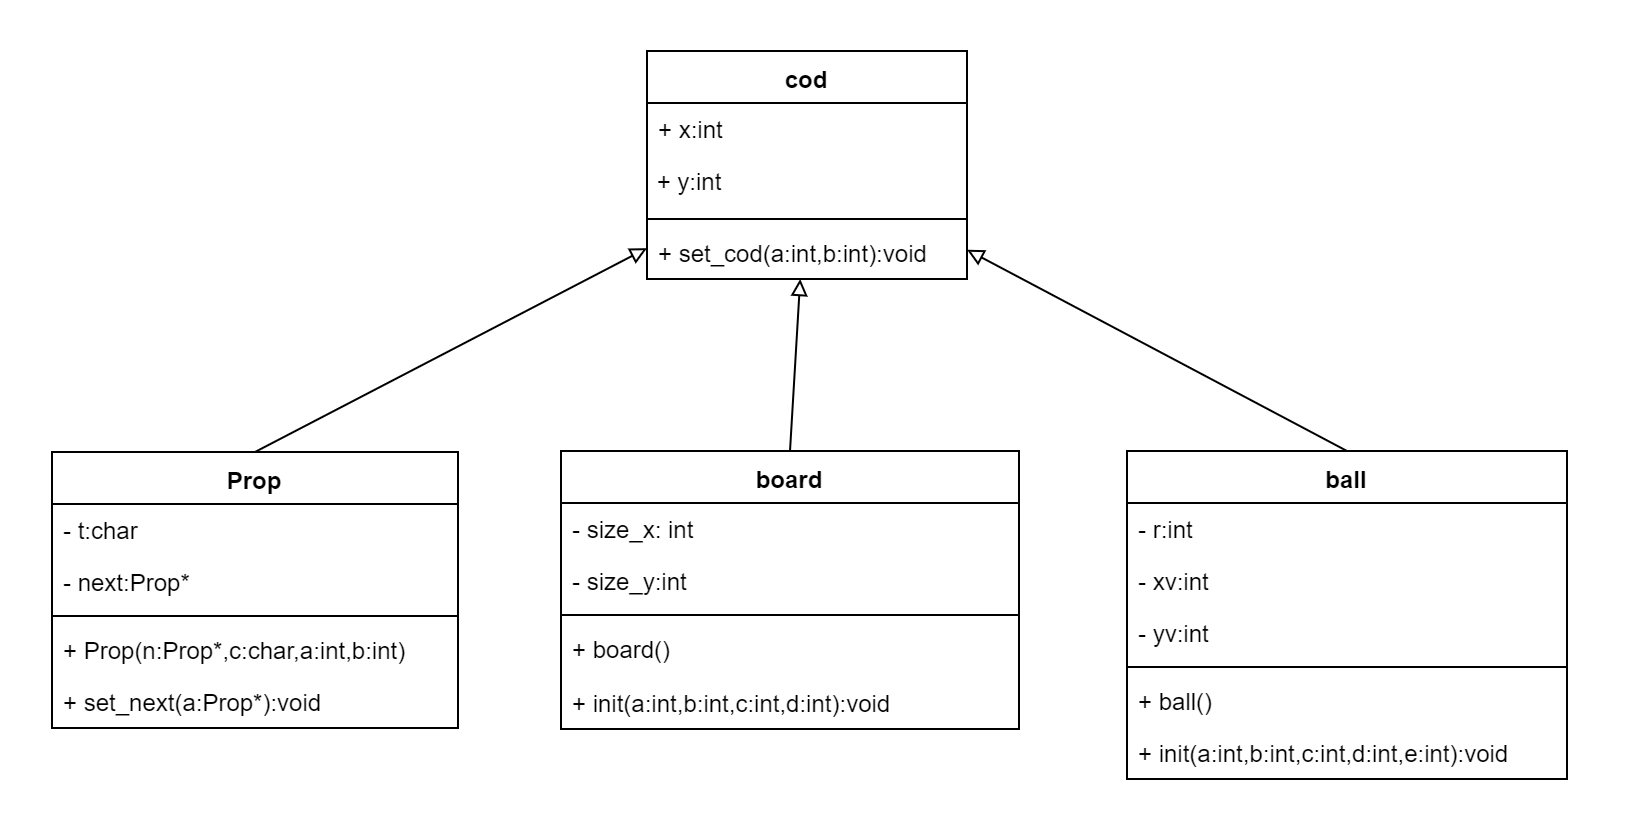 cod
+ x:int
+ y:int
+ set_cod(a:int,b:int):void
Prop
- t:char
- next:Prop*
+ Prop(n:Prop*,c:char,a:int,b:int)
+ set_next(a:Prop*):void
board
- size_x: int
- size_y:int
+ board()
+ init(a:int,b:int,c:int,d:int):void
ball
- r:int
- xv:int
- yv:int
+ ball()
+ init(a:int,b:int,c:int,d:int,e:int):void